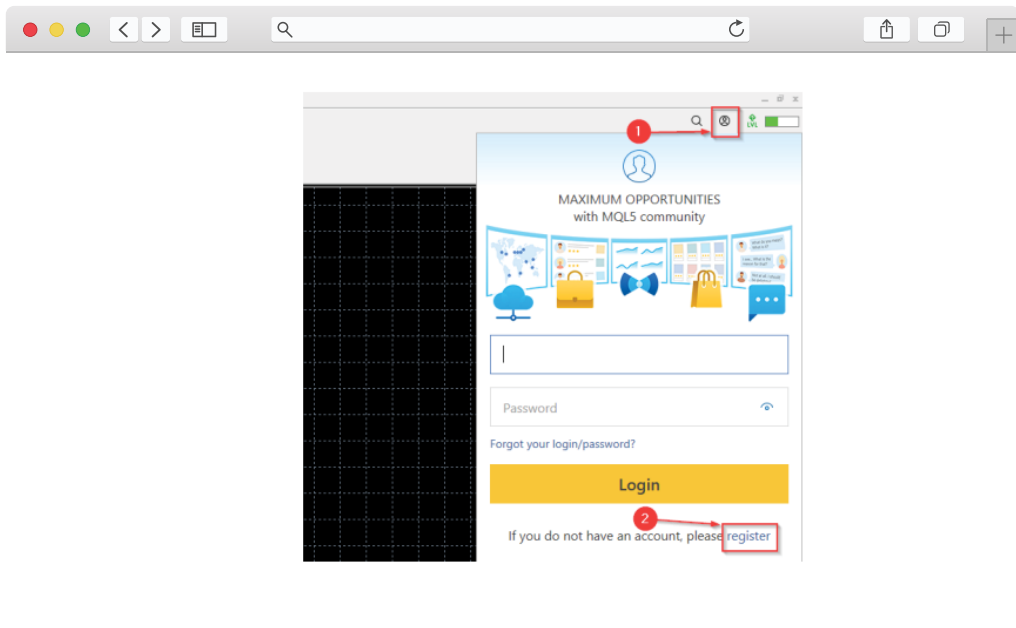 1
LVL
MAXIMUM OPPORTUNITIES
with MQL5 community
Password
Forgot your login/password?
Login
2
If you do not have an account, please register